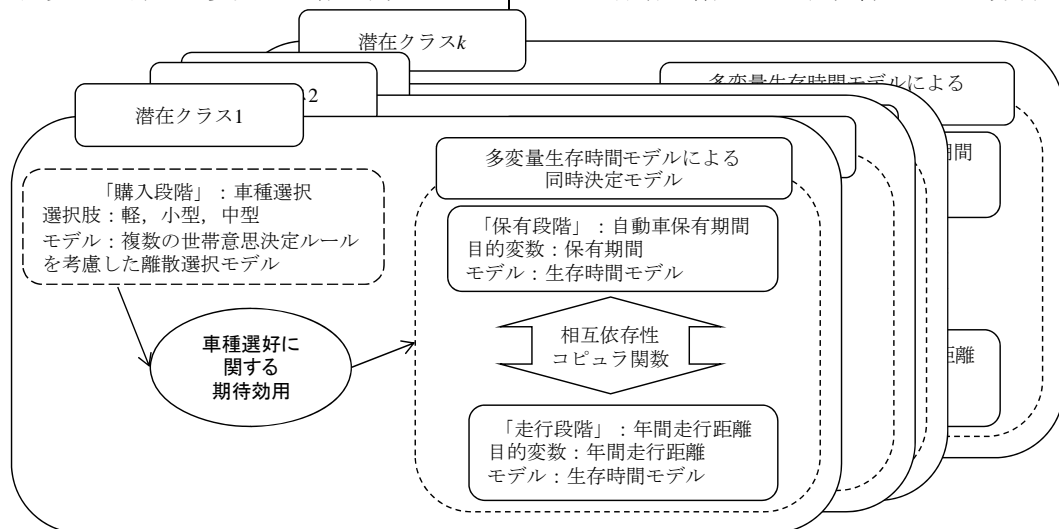 潜在クラスk
多変量生存時間モデルによる
2
潜在クラス1
多変量生存時間モデルによる
同時決定モデル
「購入段階」：車種選択
選択肢：軽，小型，中型
モデル：複数の世帯意思決定ルール
を考慮した離散選択モデル
「保有段階」：自動車保有期間
目的変数：保有期間
モデル：生存時間モデル
間
車種選好に
関する
期待効用
相互依存性
コピュラ関数
距離
「走行段階」：年間走行距離
目的変数：年間走行距離
モデル：生存時間モデル